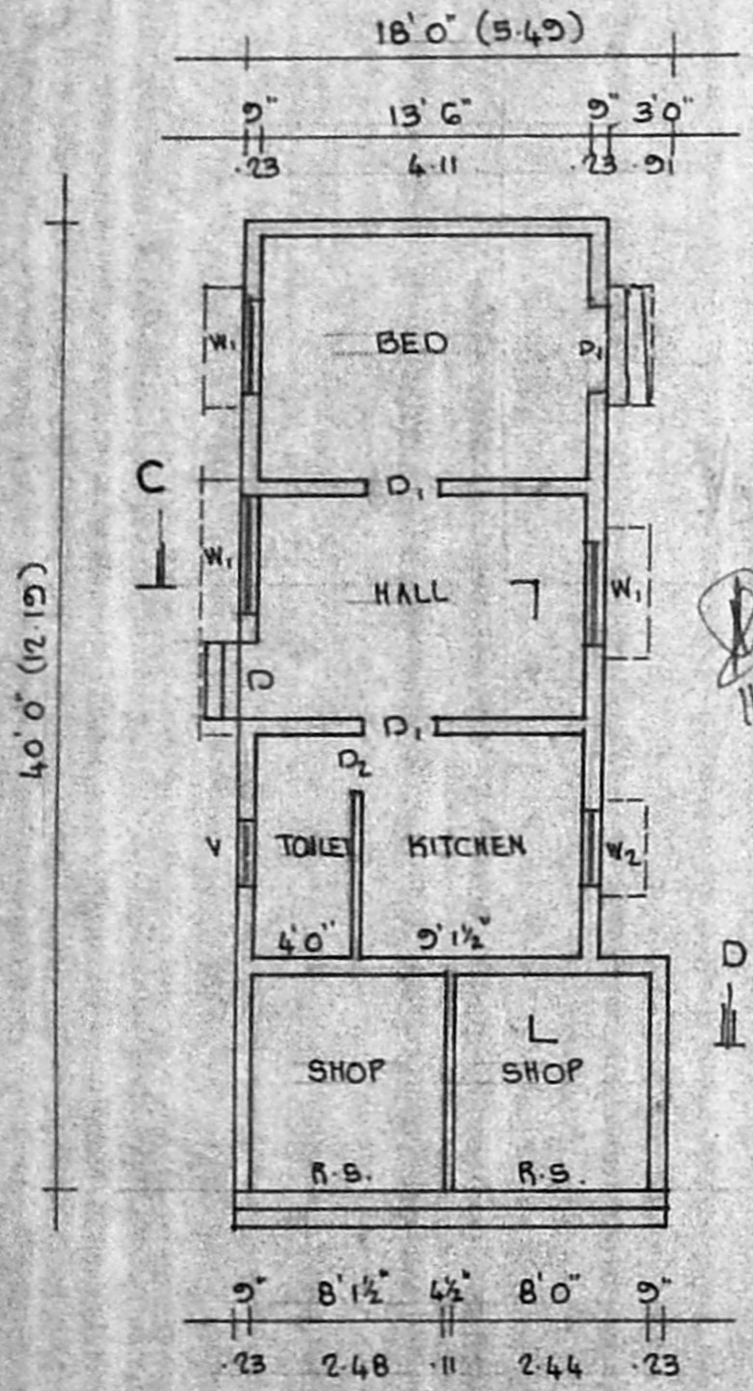 18' 0" (5.49)
9" 13' 6" 9" 3' 0"
.23 4.11 .23 .91
W1 BED D1
C
D1
W1 HALL W1
D
D1
40' 0" (12.19)
D2
V TOILET KITCHEN W2
4' 0" 9' 1½"
D
SHOP SHOP
R.S. R.S.
9" 8' 1½" 4½" 8' 0" 9"
.23 2.48 .11 2.44 .23